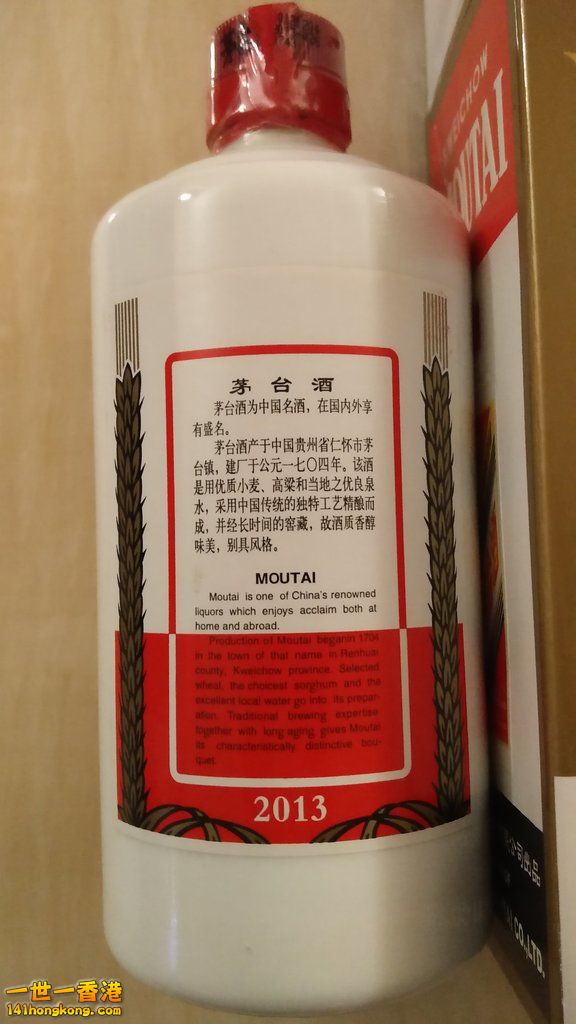 茅台酒
茅台酒为中国名酒，在国内外享
有盛名。
茅台酒产于中国贵州省仁怀市茅
台镇，建厂于公元一七〇四年。该酒
是用优质小麦、高粱和当地之优良泉
水，采用中国传统的独特工艺精酿而
成，并经长时间的窖藏，故酒质香醇
味美，别具风格。
MOUTAI
Moutai is one of China's renowned
liquors which enjoys acclaim both at
home and abroad.
Production of Moutai beganin 1704
in the town of that name in Renhuai
county, Kweichow province. Selected
wheat, the choicest sorghum and the
excellent local water go into its prepar-
ation. Traditional brewing expertise
together with long aging gives Moutai
its characteristically distinctive bou-
quet.
2013
KWEICHOW
MOUTAI
公司出品
CO.,LTD.
一世一香港
141hongkong.com